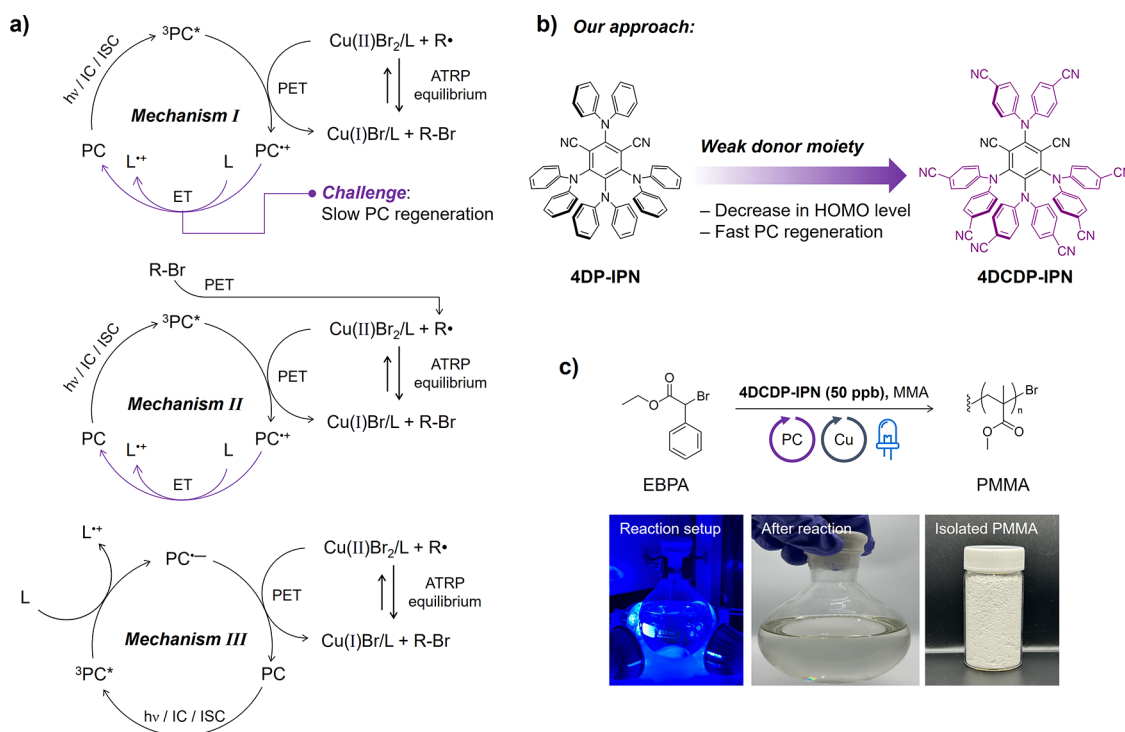 a)
³PC*
Cu(II)Br₂/L + R•
hν / IC / ISC
PET
ATRP
equilibrium
Mechanism I
Cu(I)Br/L + R-Br
PC
L•+
L
PC•+
ET
Challenge:
Slow PC regeneration
R-Br
PET
³PC*
Cu(II)Br₂/L + R•
hν / IC / ISC
PET
ATRP
equilibrium
Mechanism II
Cu(I)Br/L + R-Br
PC
L•+
L
PC•+
ET
L•+
PC•—
Cu(II)Br₂/L + R•
L
PET
ATRP
equilibrium
Mechanism III
Cu(I)Br/L + R-Br
³PC*
PC
hν / IC / ISC
b) Our approach:
N
NC
CN
N
N
N
4DP-IPN
Weak donor moiety
– Decrease in HOMO level
– Fast PC regeneration
NC
CN
N
NC
CN
NC
N
N
CN
N
NC
NC
CN
CN
4DCDP-IPN
c)
O
Br
O
EBPA
4DCDP-IPN (50 ppb), MMA
PC
Cu
Br
n
O
O
PMMA
Reaction setup
After reaction
Isolated PMMA